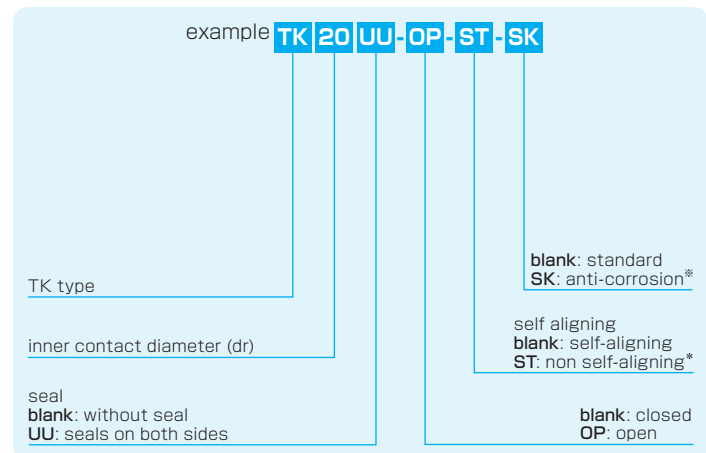 example TK 20 UU - OP - ST - SK
blank: standard
SK: anti-corrosion※
TK type
self aligning
blank: self-aligning
ST: non self-aligning*
inner contact diameter (dr)
seal
blank: without seal
UU: seals on both sides
blank: closed
OP: open